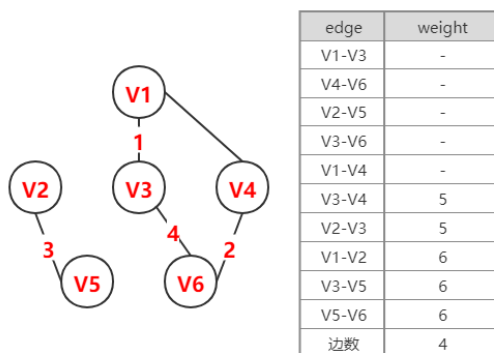 V1
1
V2
V3
V4
3
4
2
V5
V6
edge weight
V1-V3 -
V4-V6 -
V2-V5 -
V3-V6 -
V1-V4 -
V3-V4 5
V2-V3 5
V1-V2 6
V3-V5 6
V5-V6 6
边数 4